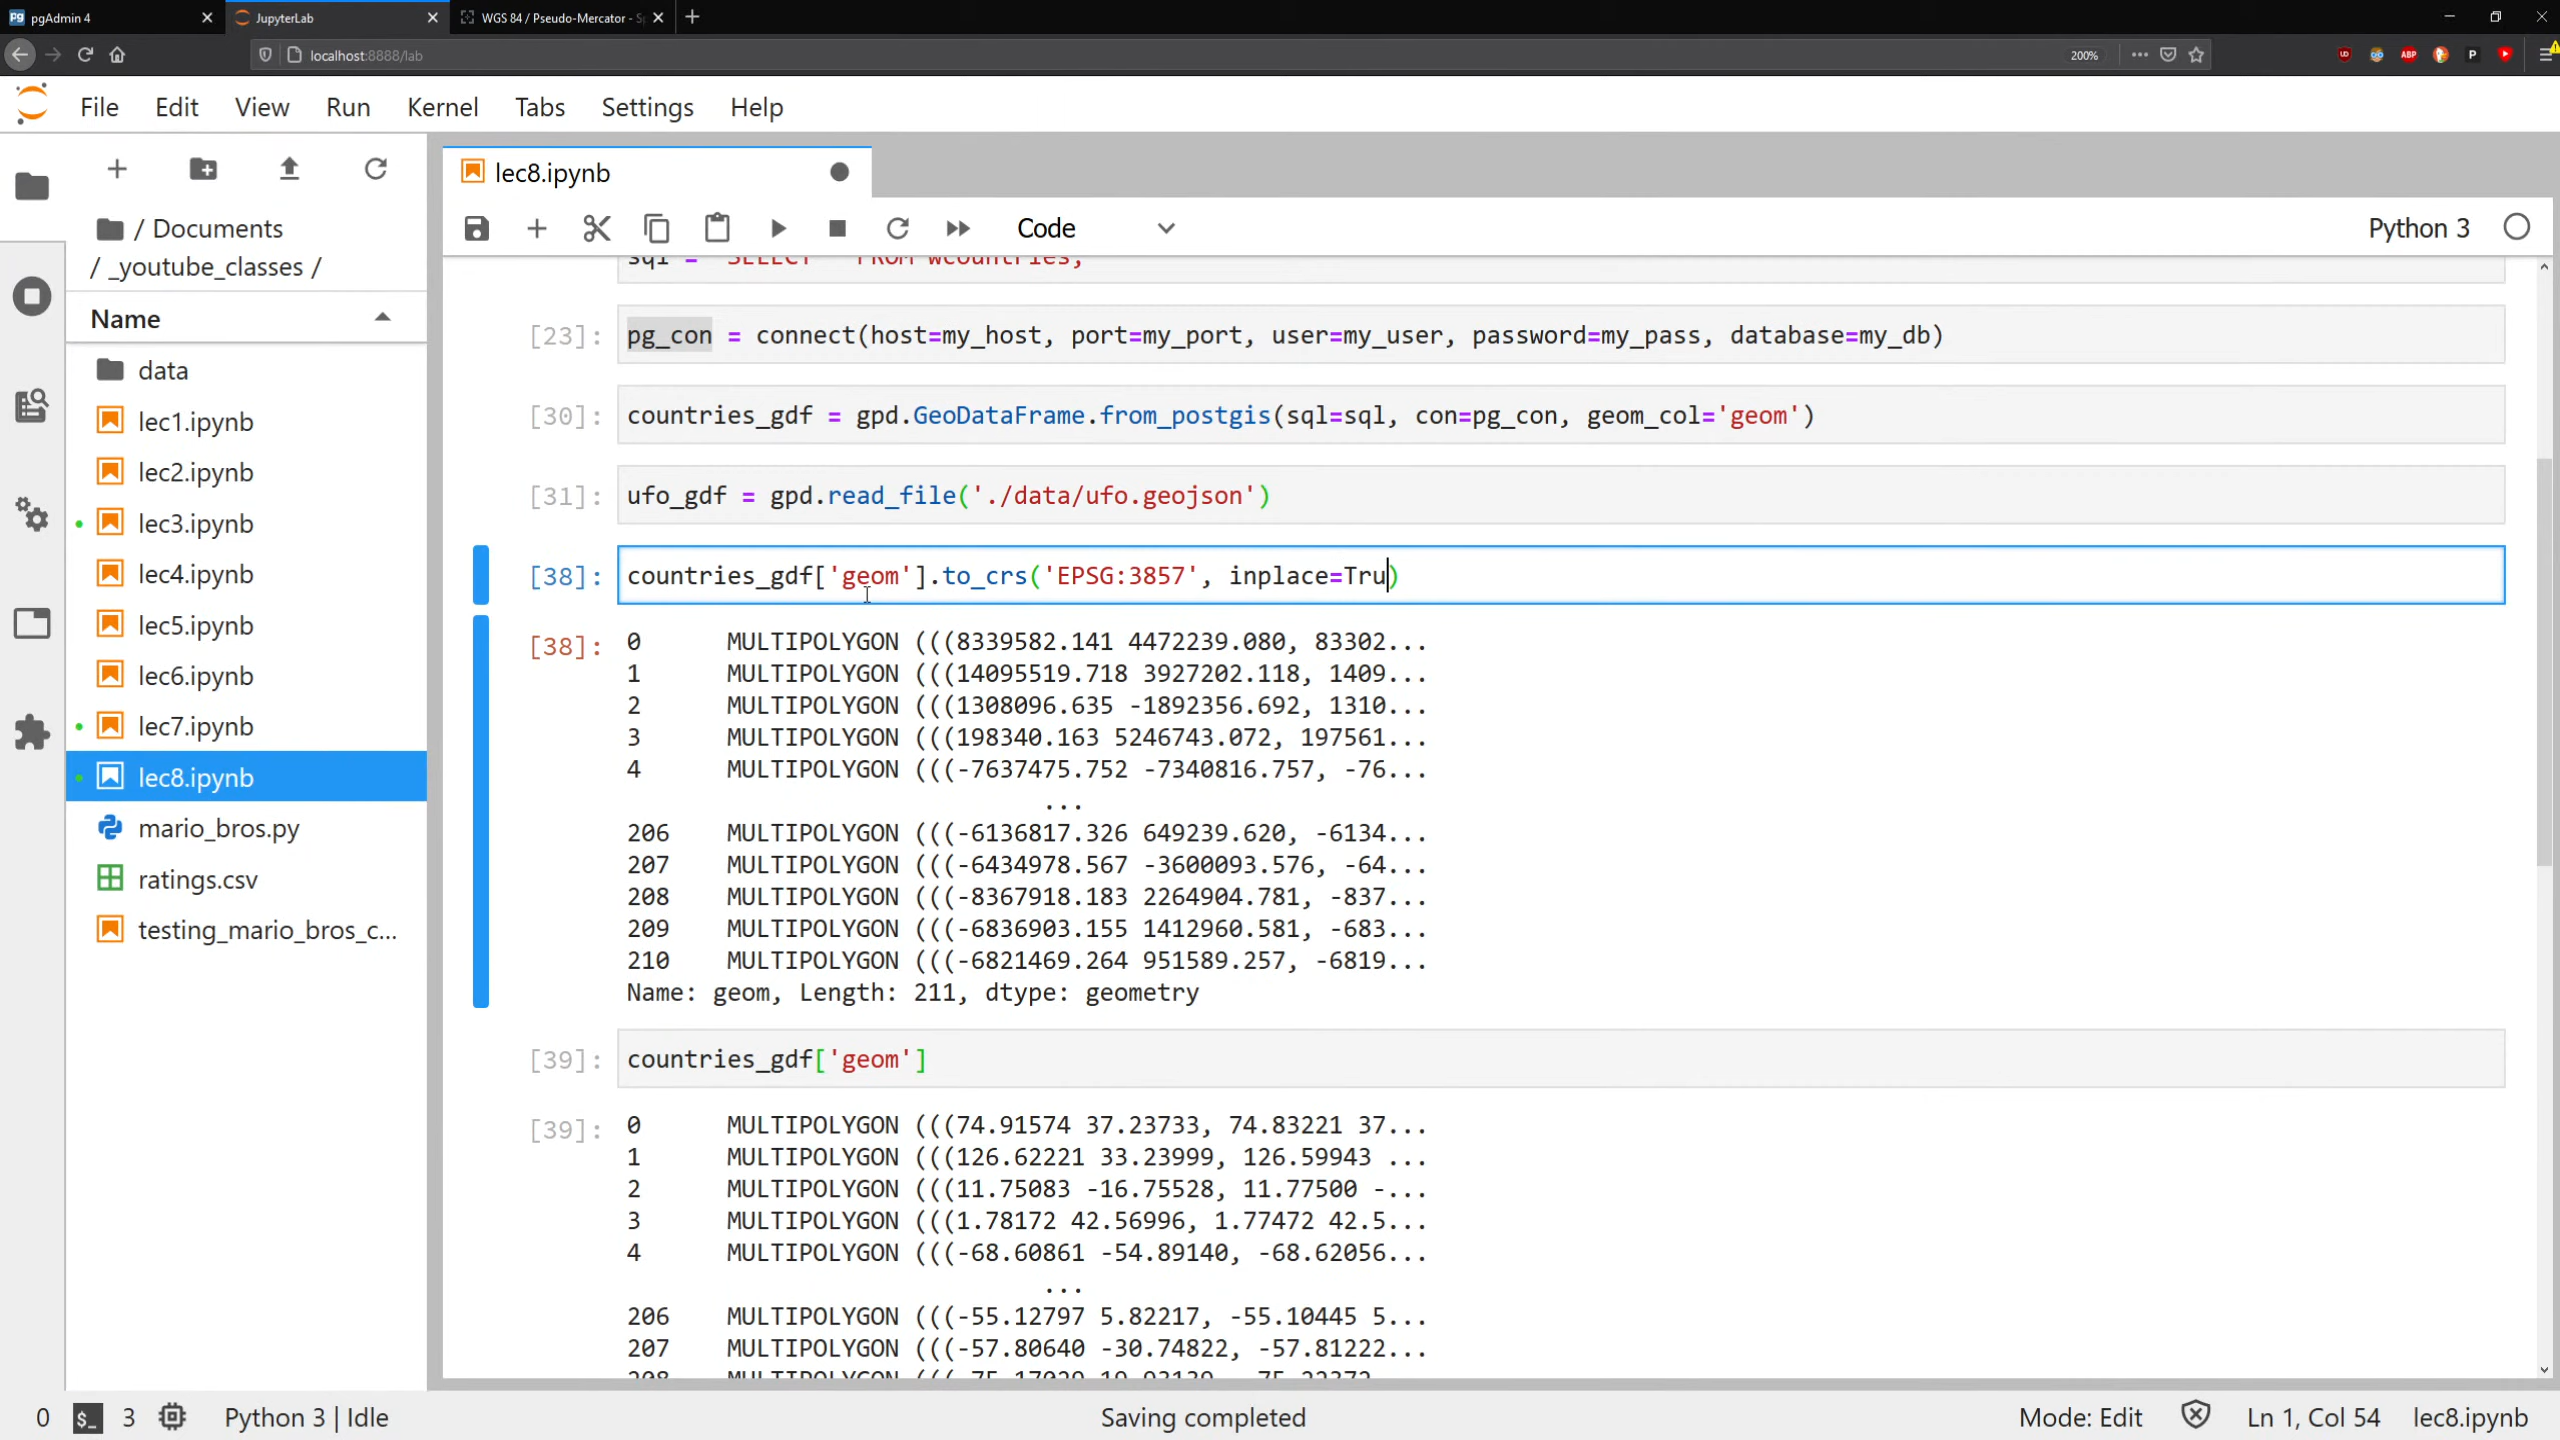 pgAdmin 4
JupyterLab
WGS 84 / Pseudo-Mercator - S
localhost:8888/lab
200%
File Edit View Run Kernel Tabs Settings Help
/ Documents
/ _youtube_classes /
Name
data
lec1.ipynb
lec2.ipynb
lec3.ipynb
lec4.ipynb
lec5.ipynb
lec6.ipynb
lec7.ipynb
lec8.ipynb
mario_bros.py
ratings.csv
testing_mario_bros_c...
lec8.ipynb
Code
Python 3
sql = SELECT FROM wcountries;
[23]: pg_con = connect(host=my_host, port=my_port, user=my_user, password=my_pass, database=my_db)
[30]: countries_gdf = gpd.GeoDataFrame.from_postgis(sql=sql, con=pg_con, geom_col='geom')
[31]: ufo_gdf = gpd.read_file('./data/ufo.geojson')
[38]: countries_gdf['geom'].to_crs('EPSG:3857', inplace=Tru)
[38]: 0 MULTIPOLYGON (((8339582.141 4472239.080, 83302...
1 MULTIPOLYGON (((14095519.718 3927202.118, 1409...
2 MULTIPOLYGON (((1308096.635 -1892356.692, 1310...
3 MULTIPOLYGON (((198340.163 5246743.072, 197561...
4 MULTIPOLYGON (((-7637475.752 -7340816.757, -76...
...
206 MULTIPOLYGON (((-6136817.326 649239.620, -6134...
207 MULTIPOLYGON (((-6434978.567 -3600093.576, -64...
208 MULTIPOLYGON (((-8367918.183 2264904.781, -837...
209 MULTIPOLYGON (((-6836903.155 1412960.581, -683...
210 MULTIPOLYGON (((-6821469.264 951589.257, -6819...
Name: geom, Length: 211, dtype: geometry
[39]: countries_gdf['geom']
[39]: 0 MULTIPOLYGON (((74.91574 37.23733, 74.83221 37...
1 MULTIPOLYGON (((126.62221 33.23999, 126.59943 ...
2 MULTIPOLYGON (((11.75083 -16.75528, 11.77500 -...
3 MULTIPOLYGON (((1.78172 42.56996, 1.77472 42.5...
4 MULTIPOLYGON (((-68.60861 -54.89140, -68.62056...
...
206 MULTIPOLYGON (((-55.12797 5.82217, -55.10445 5...
207 MULTIPOLYGON (((-57.80640 -30.74822, -57.81222...
0 3 Python 3 | Idle Saving completed Mode: Edit Ln 1, Col 54 lec8.ipynb